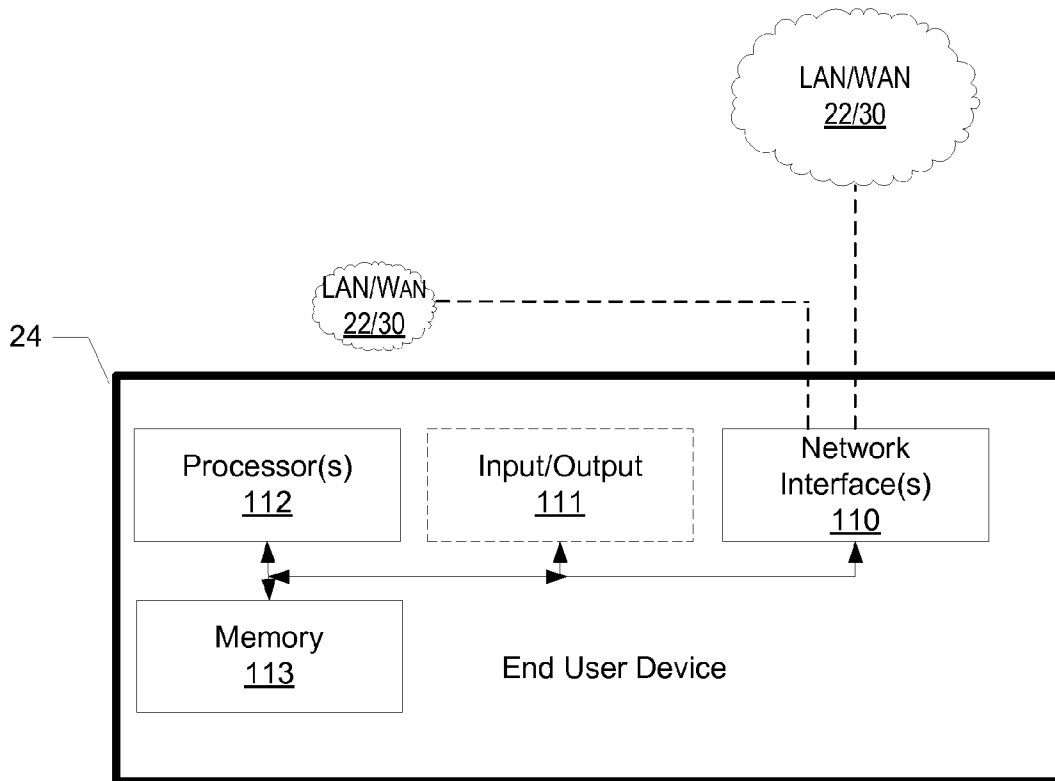 LAN/WAN
22/30
LAN/WAN
22/30
24
Processor(s)
112
Input/Output
111
Network
Interface(s)
110
Memory
113
End User Device